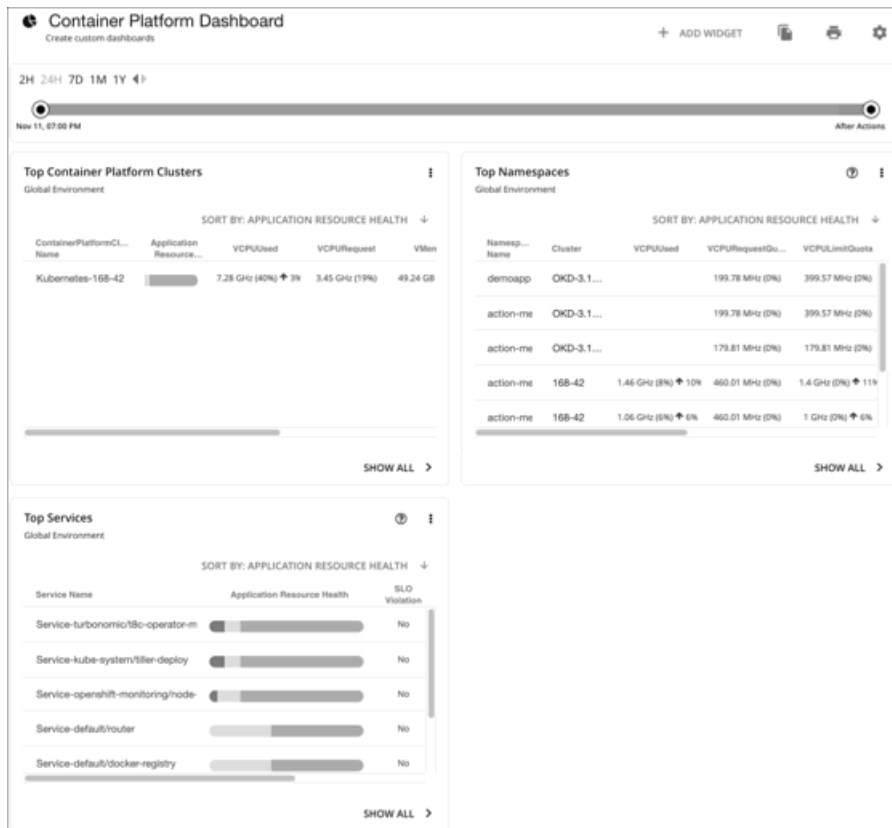 Container Platform Dashboard
Create custom dashboards
+ ADD WIDGET
2H 24H 7D 1M 1Y
Nov 11, 07:00 PM
After Actions
Top Container Platform Clusters
Global Environment
SORT BY: APPLICATION RESOURCE HEALTH
ContainerPlatformCl... Name
Application Resource...
VCPUUsed
VCPURequest
VMen
Kubernetes-168-42
7.28 GHz (40%) ↑ 3%
3.45 GHz (19%)
49.24 GB
SHOW ALL >
Top Namespaces
Global Environment
SORT BY: APPLICATION RESOURCE HEALTH
Namesp... Name
Cluster
VCPUUsed
VCPURequestQu...
VCPULimitQuota
demoapp OKD-3.1... 199.78 MHz (0%) 399.57 MHz (0%)
action-me OKD-3.1... 199.78 MHz (0%) 399.57 MHz (0%)
action-me OKD-3.1... 179.81 MHz (0%) 179.81 MHz (0%)
action-me 168-42 1.46 GHz (8%) ↑ 10% 460.01 MHz (0%) 1.4 GHz (0%) ↑ 11%
action-me 168-42 1.06 GHz (6%) ↑ 6% 460.01 MHz (0%) 1 GHz (0%) ↑ 6%
SHOW ALL >
Top Services
Global Environment
SORT BY: APPLICATION RESOURCE HEALTH
Service Name
Application Resource Health
SLO Violation
Service-turbonomic/t8c-operator-m No
Service-kube-system/tiller-deploy No
Service-openshift-monitoring/node- No
Service-default/router No
Service-default/docker-registry No
SHOW ALL >